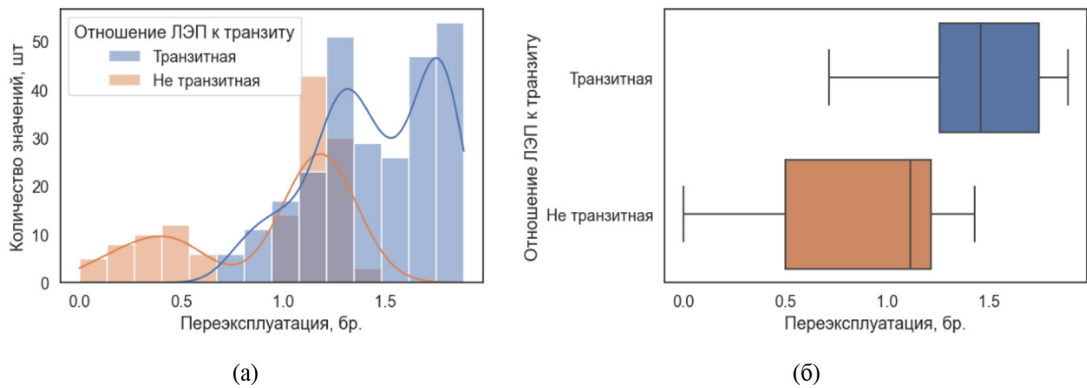 Отношение ЛЭП к транзиту
Транзитная
Не транзитная
Количество значений, шт
50
40
30
20
10
0
0.0 0.5 1.0 1.5
Переэксплуатация, бр.
(а)
Отношение ЛЭП к транзиту
Транзитная
Не транзитная
0.0 0.5 1.0 1.5
Переэксплуатация, бр.
(б)